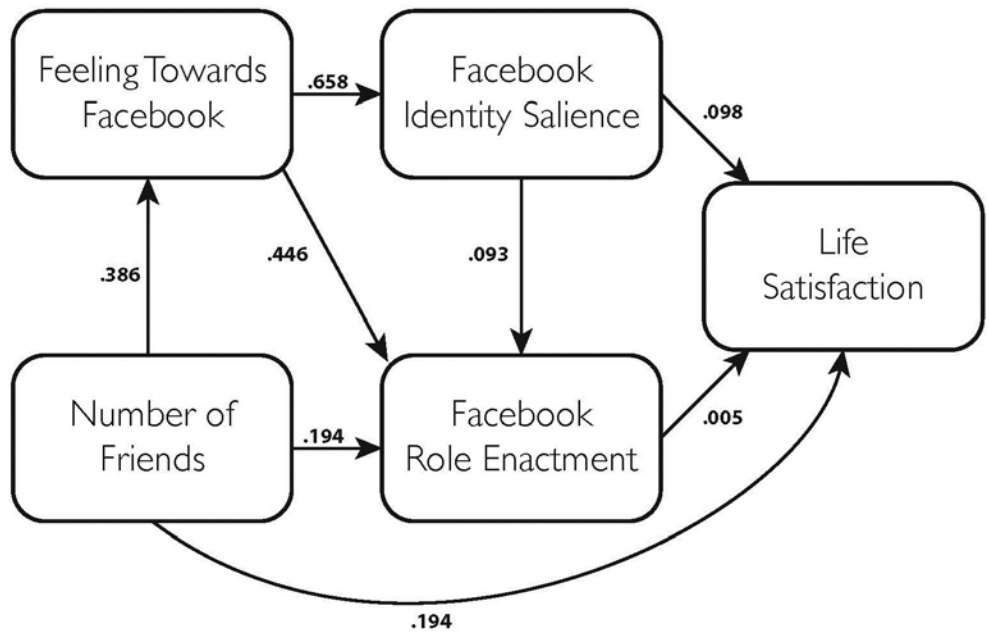 Feeling Towards
Facebook
.658
Facebook
Identity Salience
.098
.386
.446
.093
Life
Satisfaction
Number of
Friends
.194
Facebook
Role Enactment
.005
.194